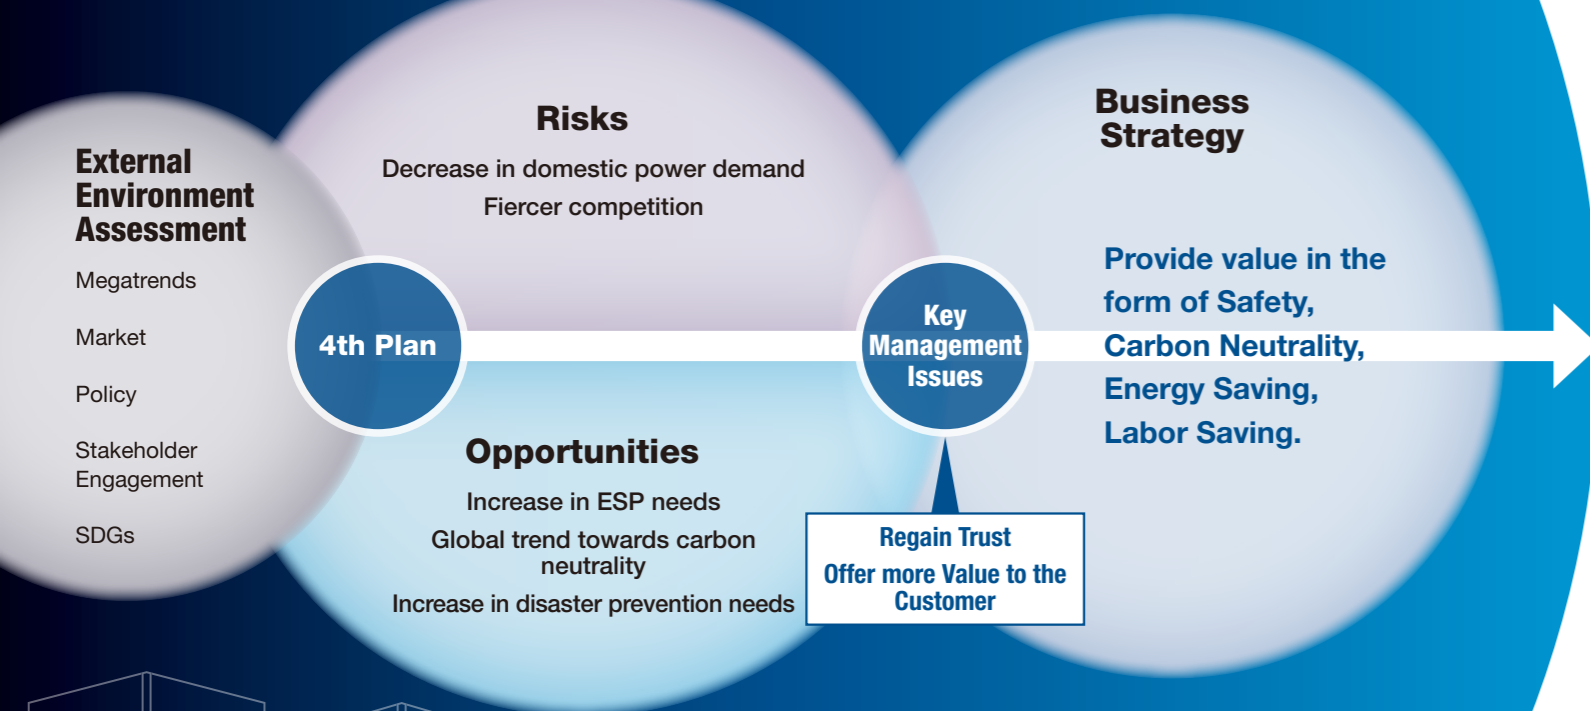 External
Environment
Assessment
Megatrends
Market
Policy
Stakeholder
Engagement
SDGs
4th Plan
Risks
Decrease in domestic power demand
Fiercer competition
Opportunities
Increase in ESP needs
Global trend towards carbon
neutrality
Increase in disaster prevention needs
Key
Management
Issues
Regain Trust
Offer more Value to the
Customer
Business
Strategy
Provide value in the
form of Safety,
Carbon Neutrality,
Energy Saving,
Labor Saving.